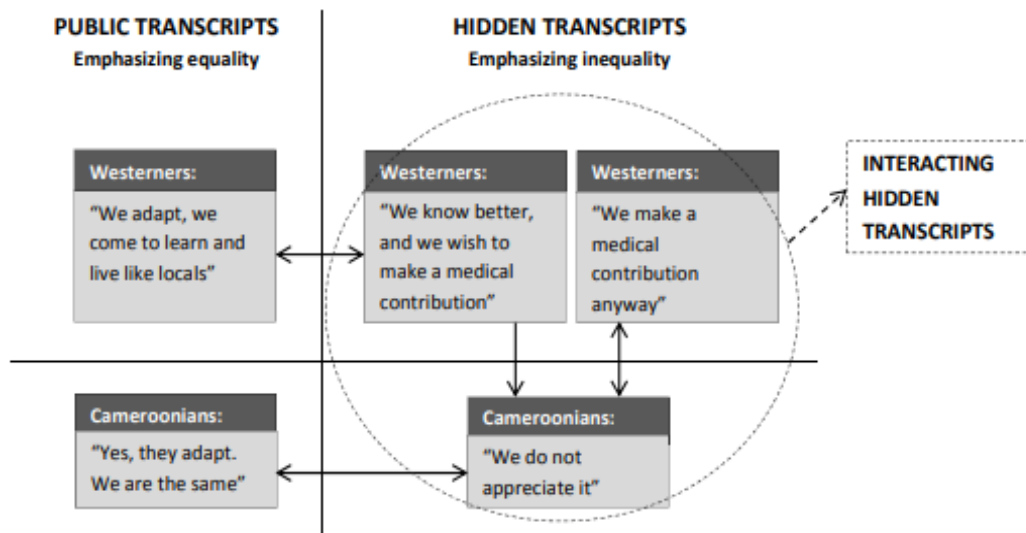 PUBLIC TRANSCRIPTS
Emphasizing equality
HIDDEN TRANSCRIPTS
Emphasizing inequality
Westerners:
“We adapt, we
come to learn and
live like locals”
Westerners:
“We know better,
and we wish to
make a medical
contribution”
Westerners:
“We make a
medical
contribution
anyway”
INTERACTING
HIDDEN
TRANSCRIPTS
Cameroonians:
“Yes, they adapt.
We are the same”
Cameroonians:
“We do not
appreciate it”